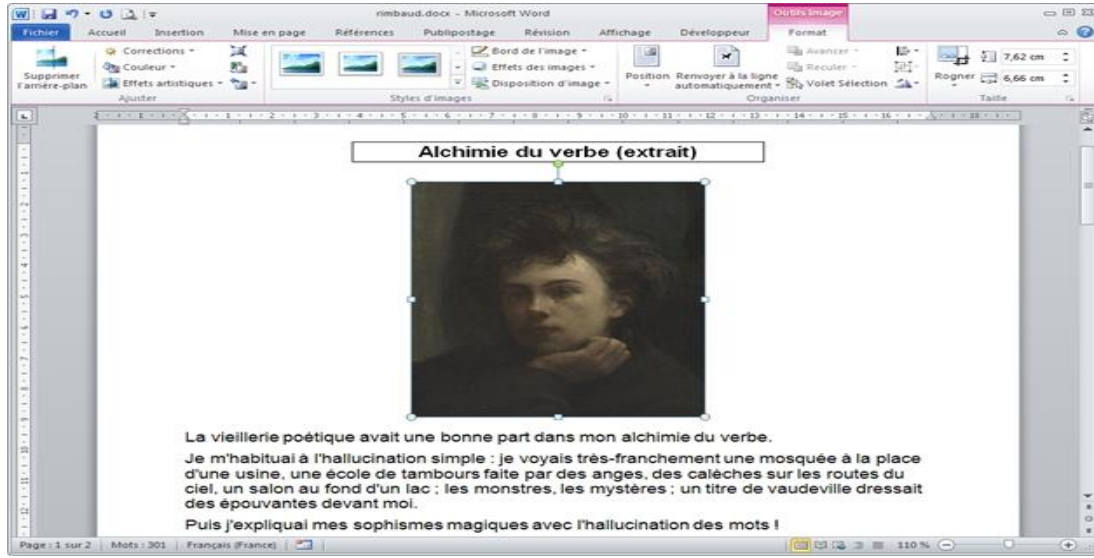 rimbaud.docx - Microsoft Word
Outils Image
Fichier Accueil Insertion Mise en page Références Publipostage Révision Affichage Développeur Format
Supprimer l'arrière-plan
Corrections
Couleur
Effets artistiques
Ajuster
Bord de l'image
Effets des images
Disposition d'image
Styles d'images
Position
Renvoyer à la ligne automatiquement
Avancer
Reculer
Volet Sélection
Organiser
Rogner
7,62 cm
6,66 cm
Taille
Alchimie du verbe (extrait)
La vieillerie poétique avait une bonne part dans mon alchimie du verbe.
Je m'habituai à l'hallucination simple : je voyais très-franchement une mosquée à la place
d'une usine, une école de tambours faite par des anges, des calèches sur les routes du
ciel, un salon au fond d'un lac ; les monstres, les mystères ; un titre de vaudeville dressait
des épouvantes devant moi.
Puis j'expliquai mes sophismes magiques avec l'hallucination des mots !
Page : 1 sur 2 Mots : 301 Français (France) 110 %